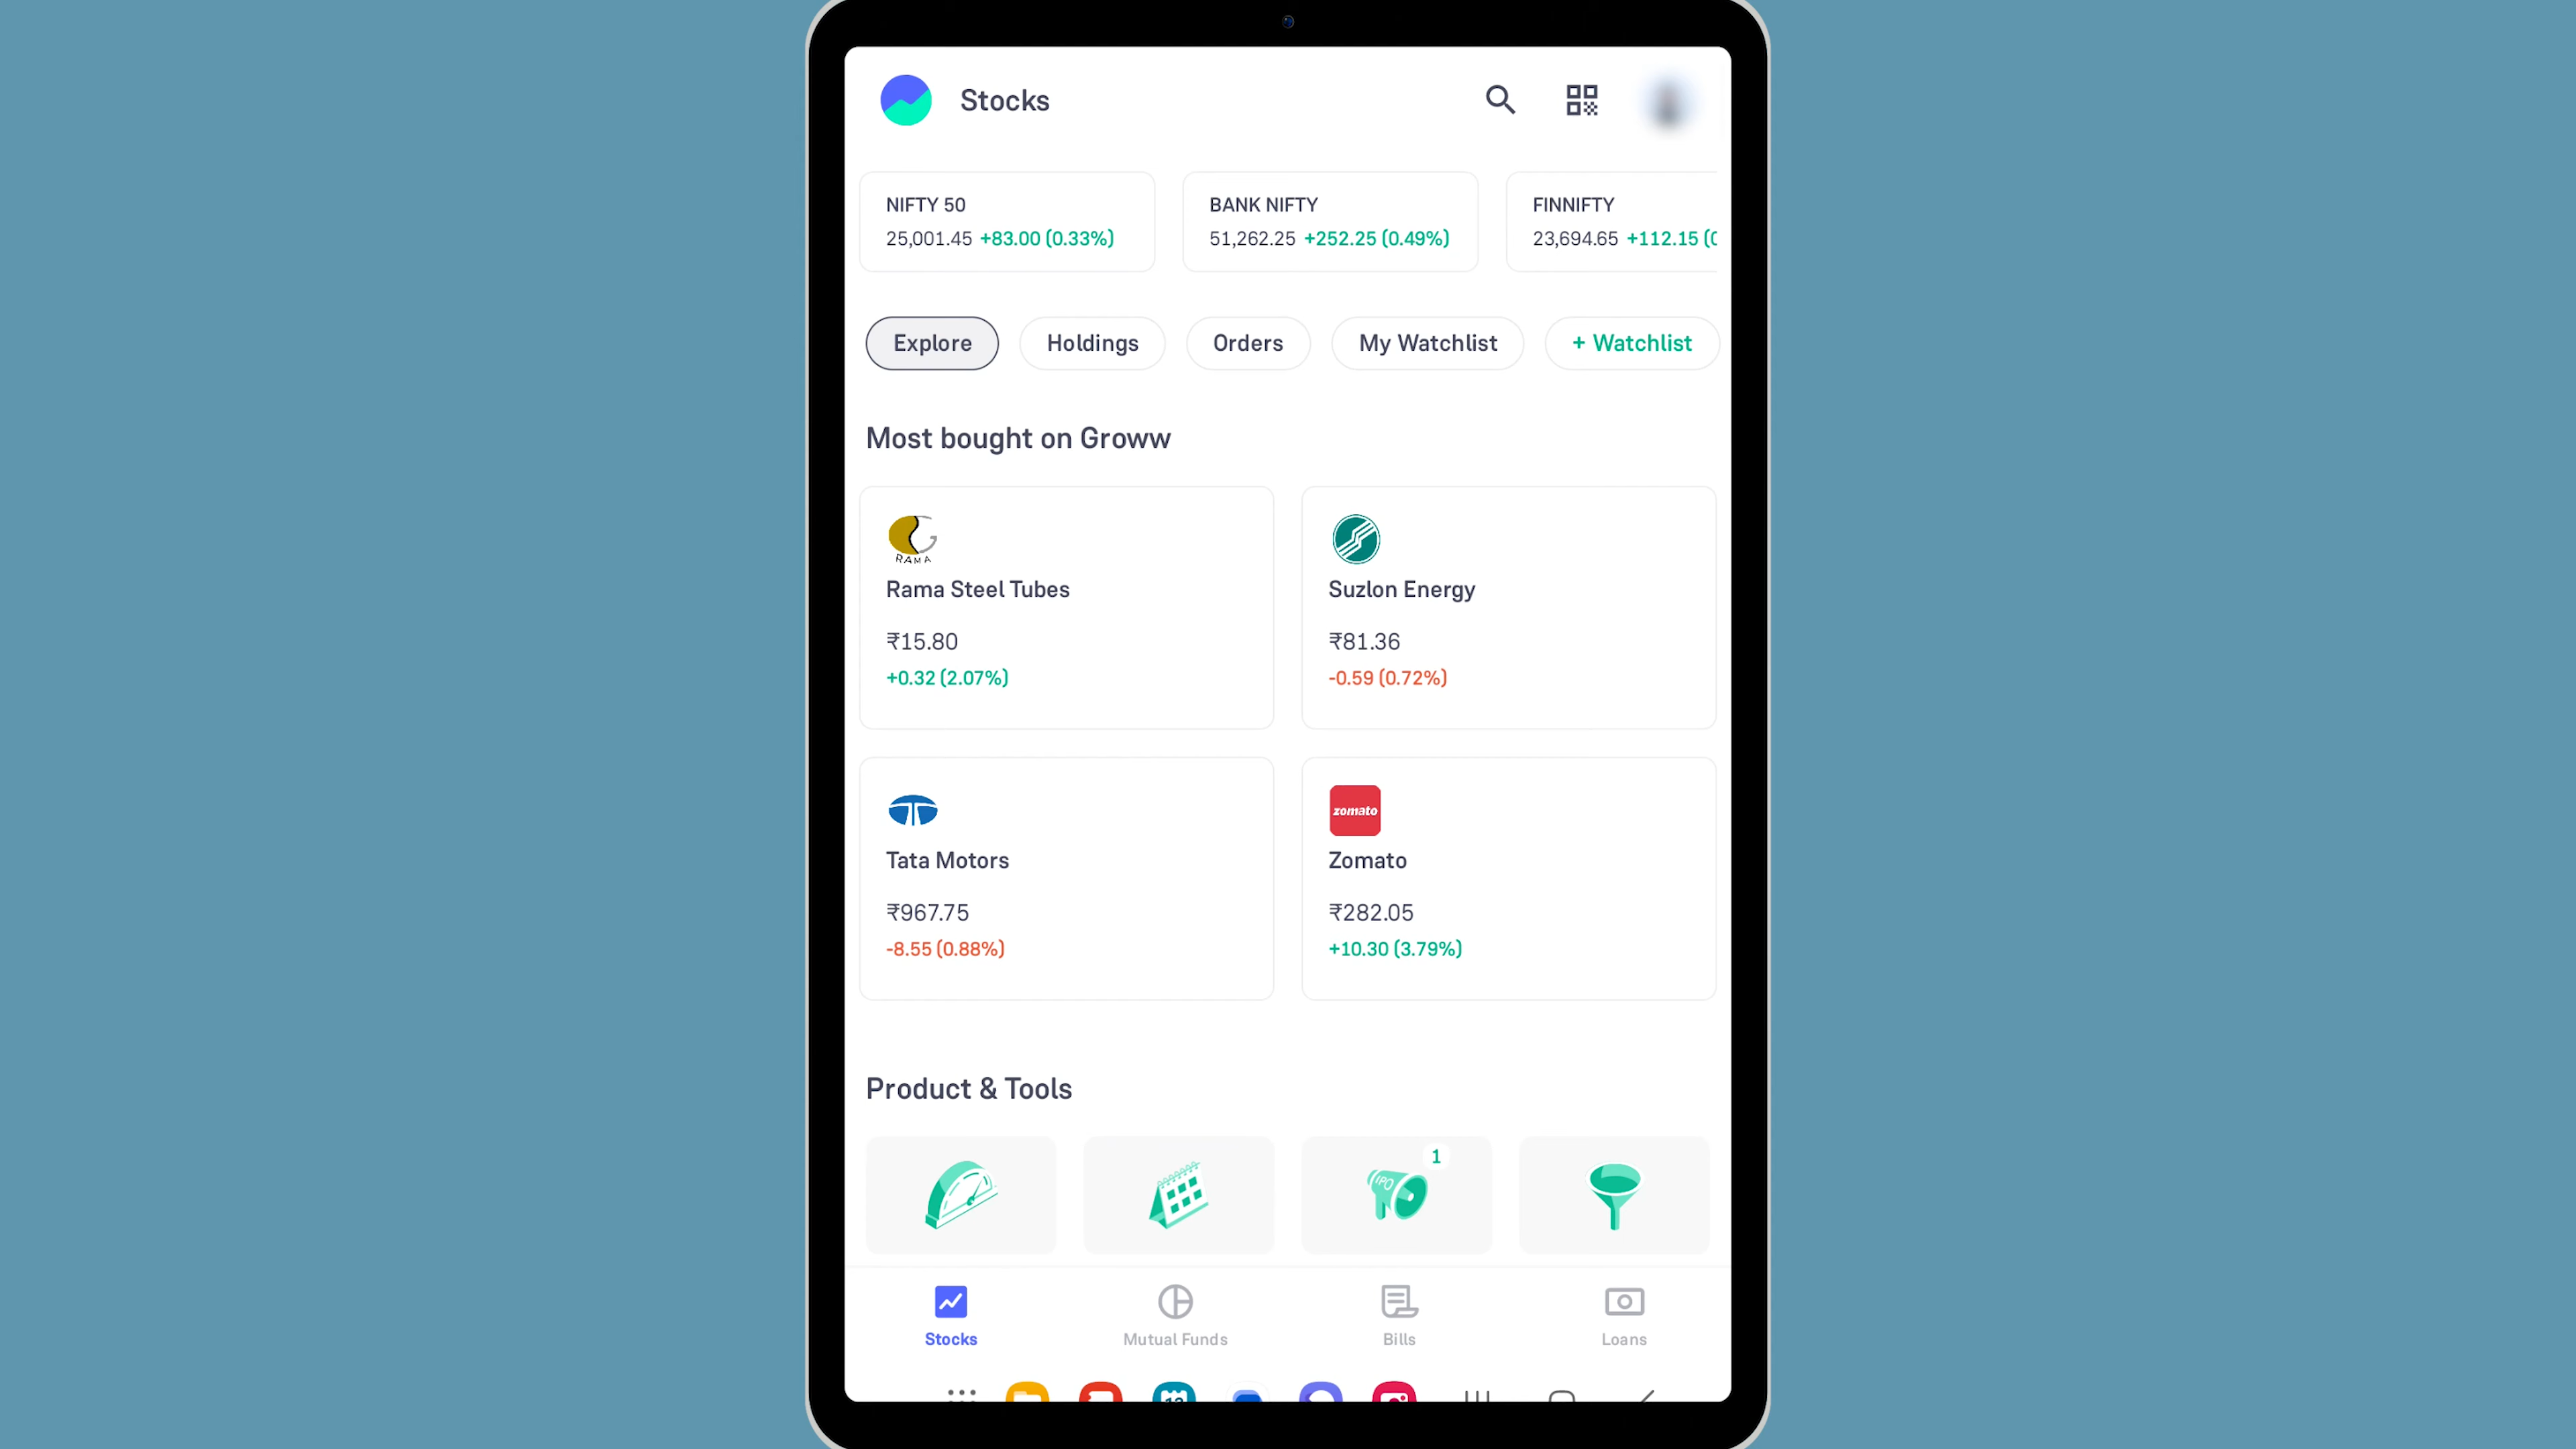 Stocks
NIFTY 50
25,001.45 +83.00 (0.33%)
BANK NIFTY
51,262.25 +252.25 (0.49%)
FINNIFTY
23,694.65 +112.15
Explore
Holdings
Orders
My Watchlist
+ Watchlist
Most bought on Groww
RAMA
Rama Steel Tubes
₹15.80
+0.32 (2.07%)
Suzlon Energy
₹81.36
-0.59 (0.72%)
Tata Motors
₹967.75
-8.55 (0.88%)
zomato
Zomato
₹282.05
+10.30 (3.79%)
Product & Tools
IPO
1
Stocks
Mutual Funds
Bills
Loans